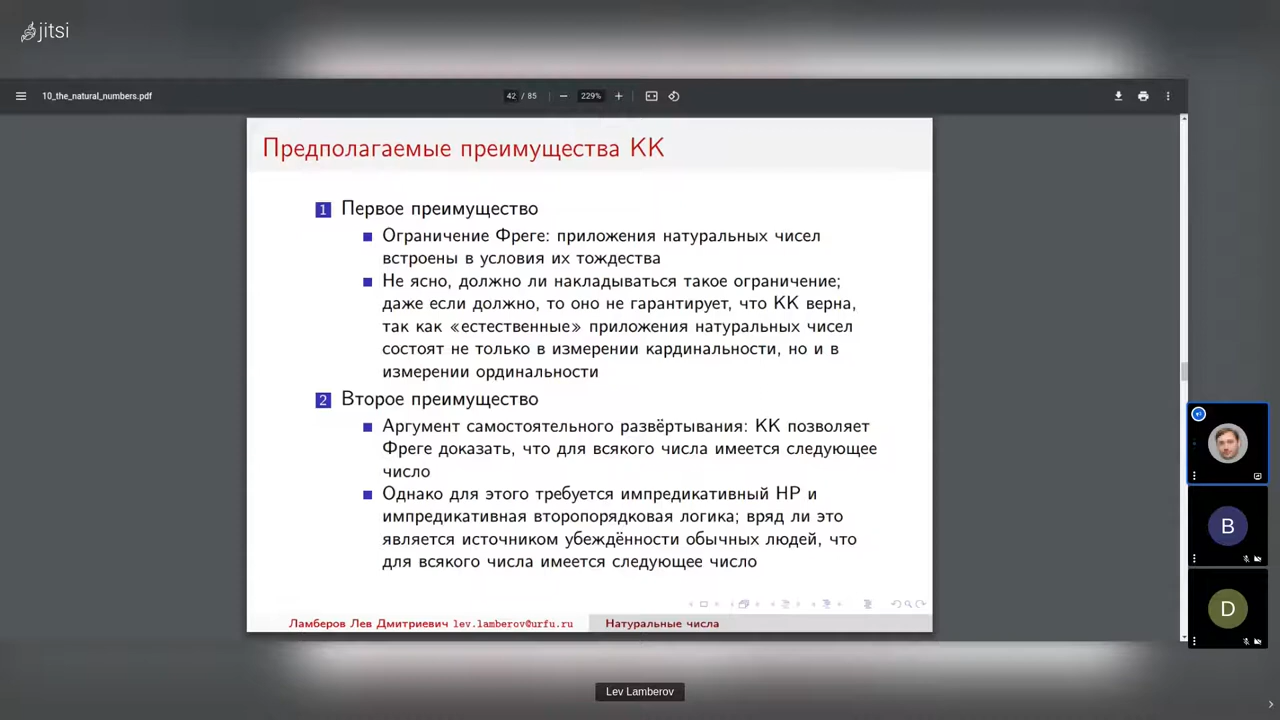 jitsi
10_the_natural_numbers.pdf
42 / 85
229%
Предполагаемые преимущества КК
1 Первое преимущество
Ограничение Фреге: приложения натуральных чисел
встроены в условия их тождества
Не ясно, должно ли накладываться такое ограничение;
даже если должно, то оно не гарантирует, что КК верна,
так как «естественные» приложения натуральных чисел
состоят не только в измерении кардинальности, но и в
измерении ординальности
2 Второе преимущество
Аргумент самостоятельного развёртывания: КК позволяет
Фреге доказать, что для всякого числа имеется следующее
число
Однако для этого требуется импредикативный НР и
импредикативная второпорядковая логика; вряд ли это
является источником убеждённости обычных людей, что
для всякого числа имеется следующее число
Ламберов Лев Дмитриевич lev.lamberov@urfu.ru
Натуральные числа
B
D
Lev Lamberov